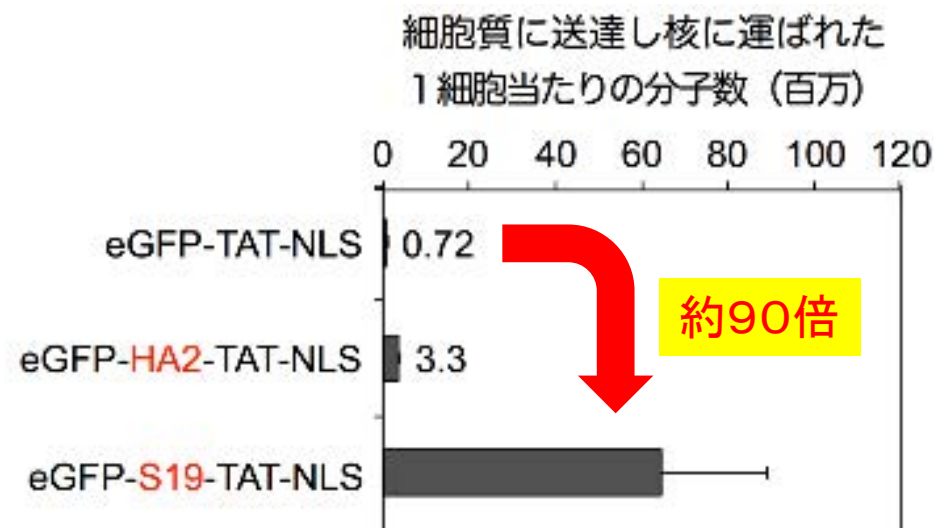 細胞質に送達し核に運ばれた
1細胞当たりの分子数（百万）
0 20 40 60 80 100 120
eGFP-TAT-NLS 0.72
約90倍
eGFP-HA2-TAT-NLS 3.3
eGFP-S19-TAT-NLS